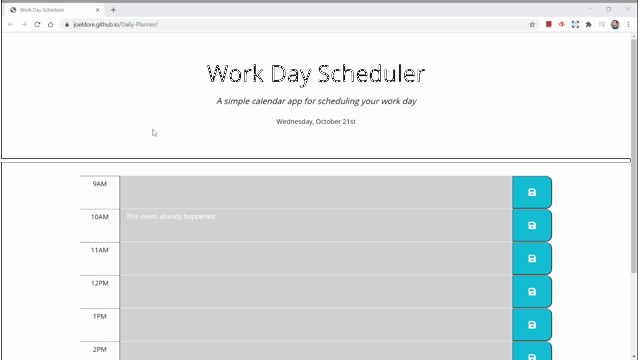 Work Day Scheduler
joeldore.github.io/Daily-Planner/
Work Day Scheduler
A simple calendar app for scheduling your work day
Wednesday, October 21st
9AM
10AM
This event already happened.
11AM
12PM
1PM
2PM